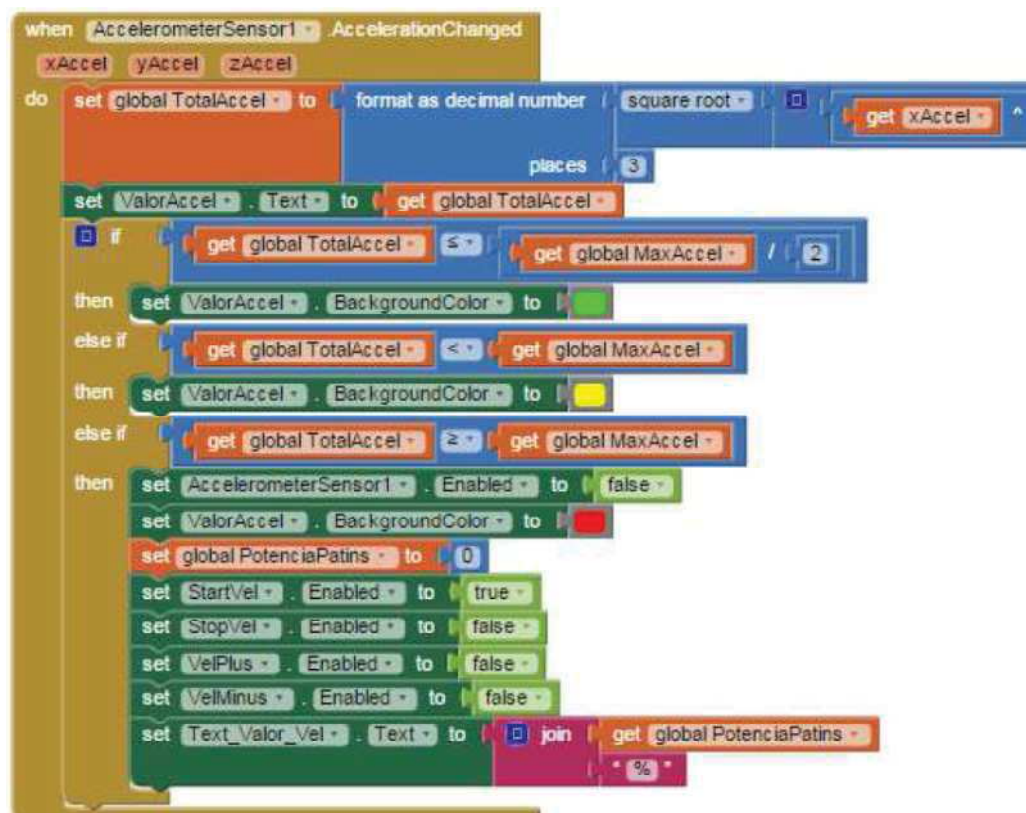 when AccelerometerSensor1 .AccelerationChanged
xAccel yAccel zAccel
do set global TotalAccel to format as decimal number square root get xAccel ^
places 3
set ValorAccel . Text to get global TotalAccel
if get global TotalAccel ≤ get global MaxAccel / 2
then set ValorAccel . BackgroundColor to
else if get global TotalAccel < get global MaxAccel
then set ValorAccel . BackgroundColor to
else if get global TotalAccel ≥ get global MaxAccel
then set AccelerometerSensor1 . Enabled to false
set ValorAccel . BackgroundColor to
set global PotenciaPatins to 0
set StartVel . Enabled to true
set StopVel . Enabled to false
set VelPlus . Enabled to false
set VelMinus . Enabled to false
set Text_Valor_Vel . Text to join get global PotenciaPatins
" % "